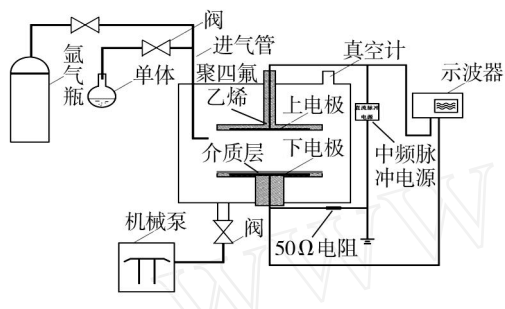 阀
进气管
真空计
氩气瓶
单体
聚四氟
乙烯
上电极
示波器
介质层
下电极
中频脉
冲电源
机械泵
阀
50Ω电阻
WWW